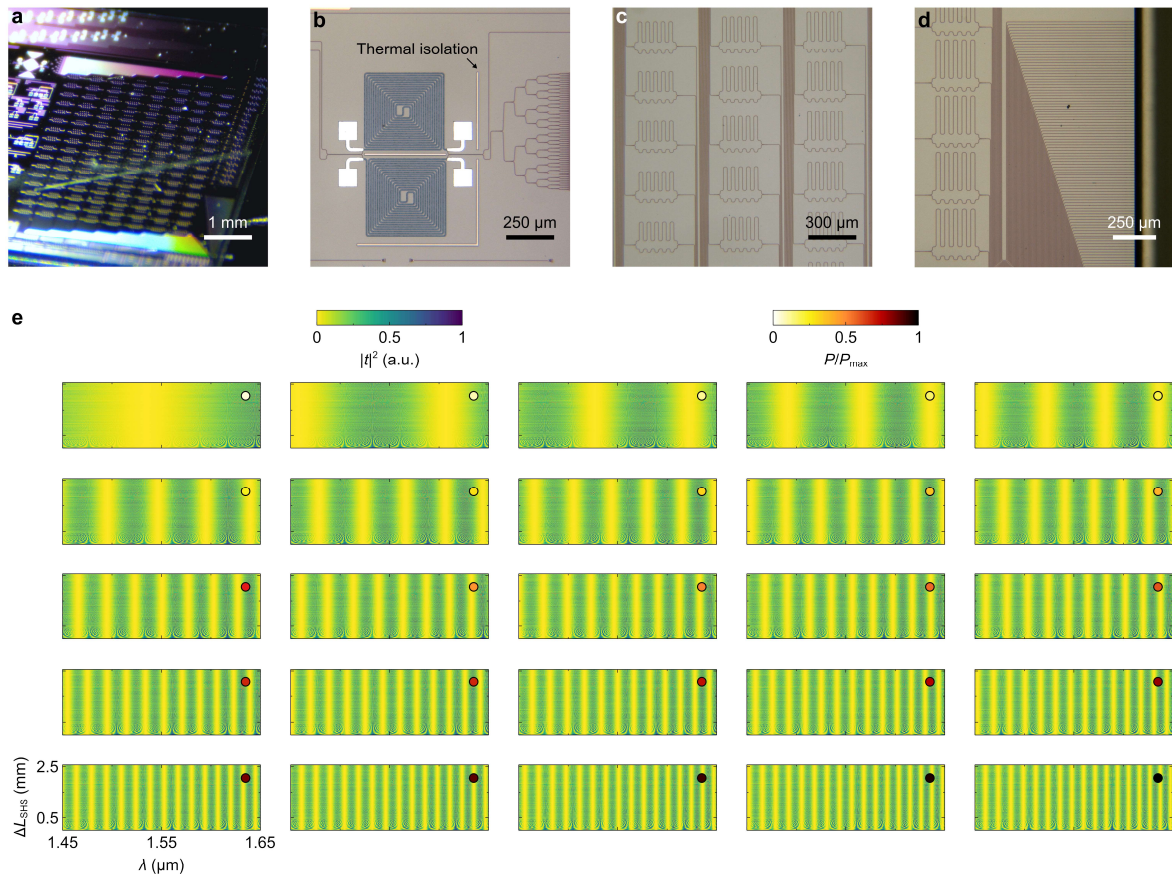 a
b
c
d
Thermal isolation
1 mm
250 µm
300 µm
250 µm
e
0 0.5 1
|t|² (a.u.)
0 0.5 1
P/Pmax
2.5
0.5
ΔLSHS (mm)
1.45 1.55 1.65
λ (µm)